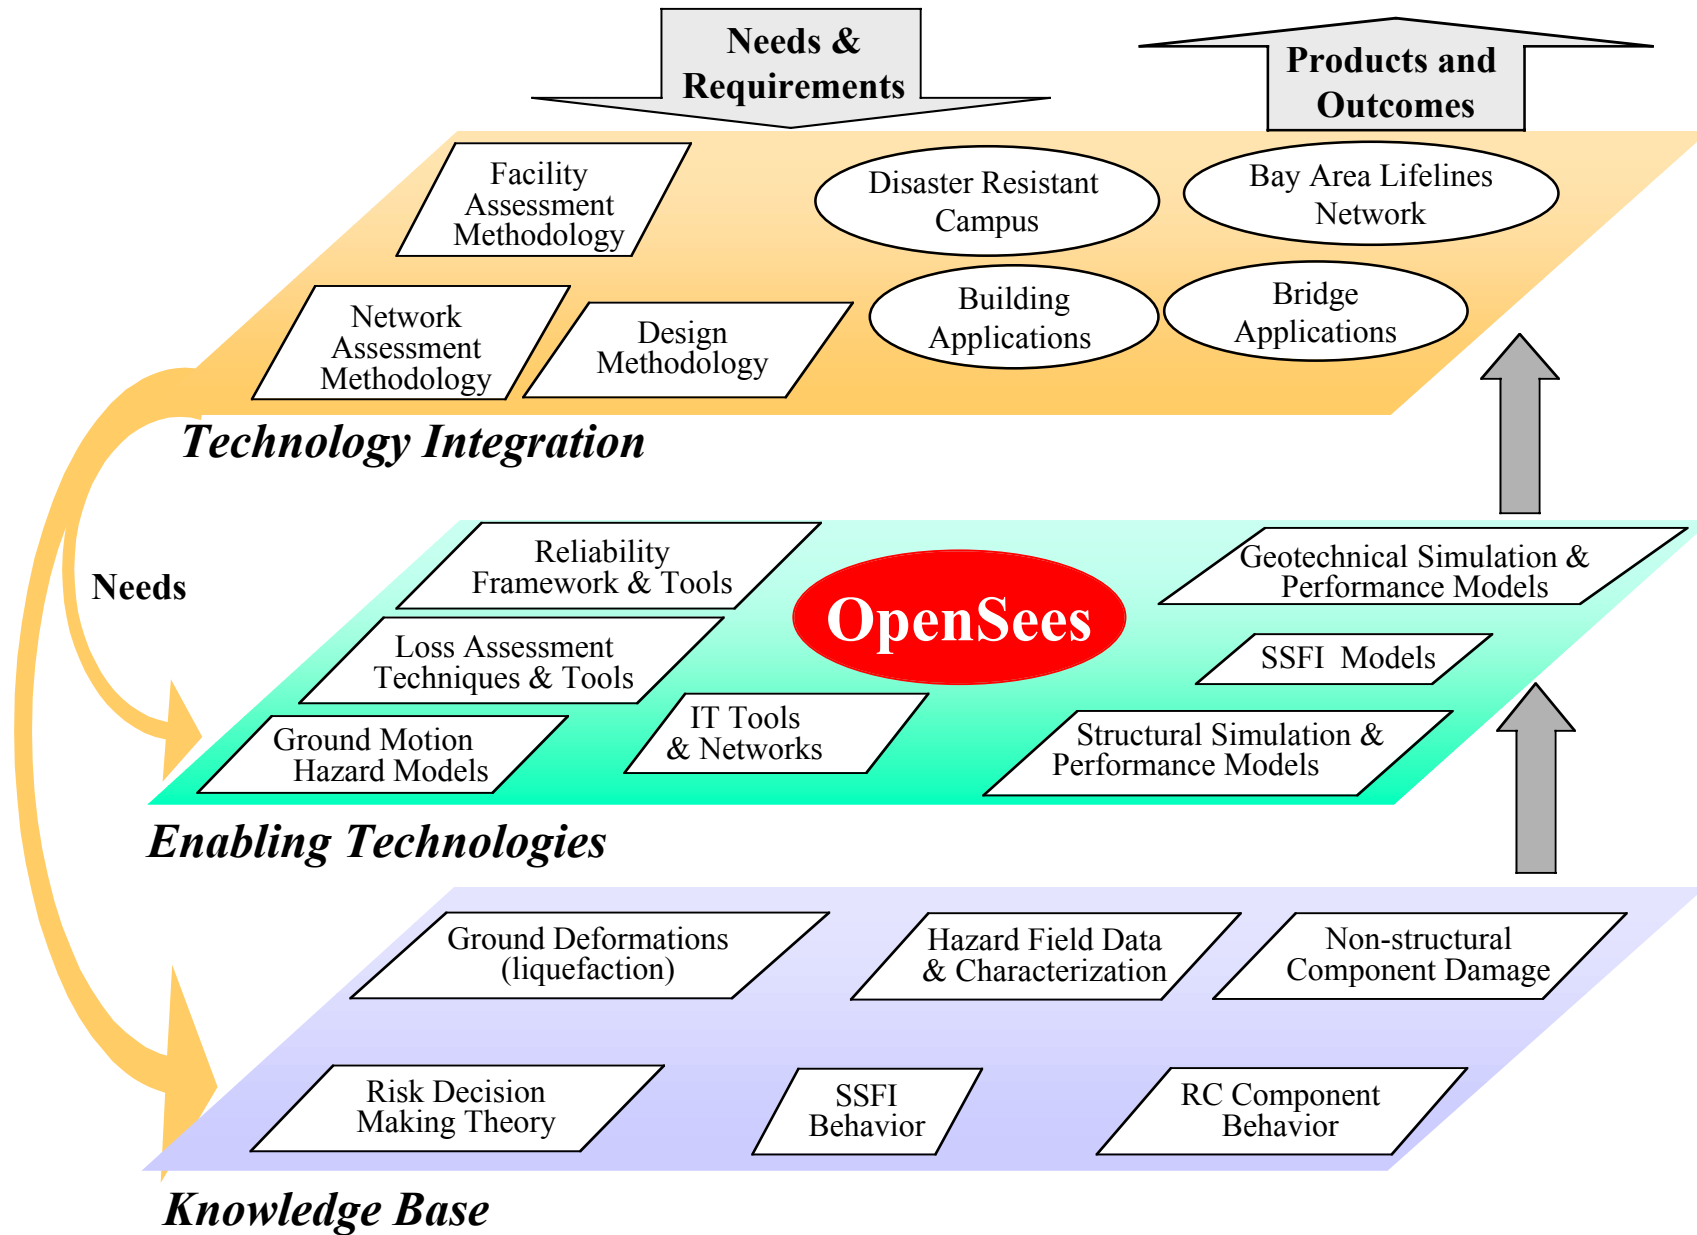 Needs &
Requirements
Products and
Outcomes
Facility
Assessment
Methodology
Disaster Resistant
Campus
Bay Area Lifelines
Network
Network
Assessment
Methodology
Design
Methodology
Building
Applications
Bridge
Applications
Technology Integration
Needs
Reliability
Framework & Tools
OpenSees
Geotechnical Simulation &
Performance Models
Loss Assessment
Techniques & Tools
SSFI Models
Ground Motion
Hazard Models
IT Tools
& Networks
Structural Simulation &
Performance Models
Enabling Technologies
Ground Deformations
(liquefaction)
Hazard Field Data
& Characterization
Non-structural
Component Damage
Risk Decision
Making Theory
SSFI
Behavior
RC Component
Behavior
Knowledge Base